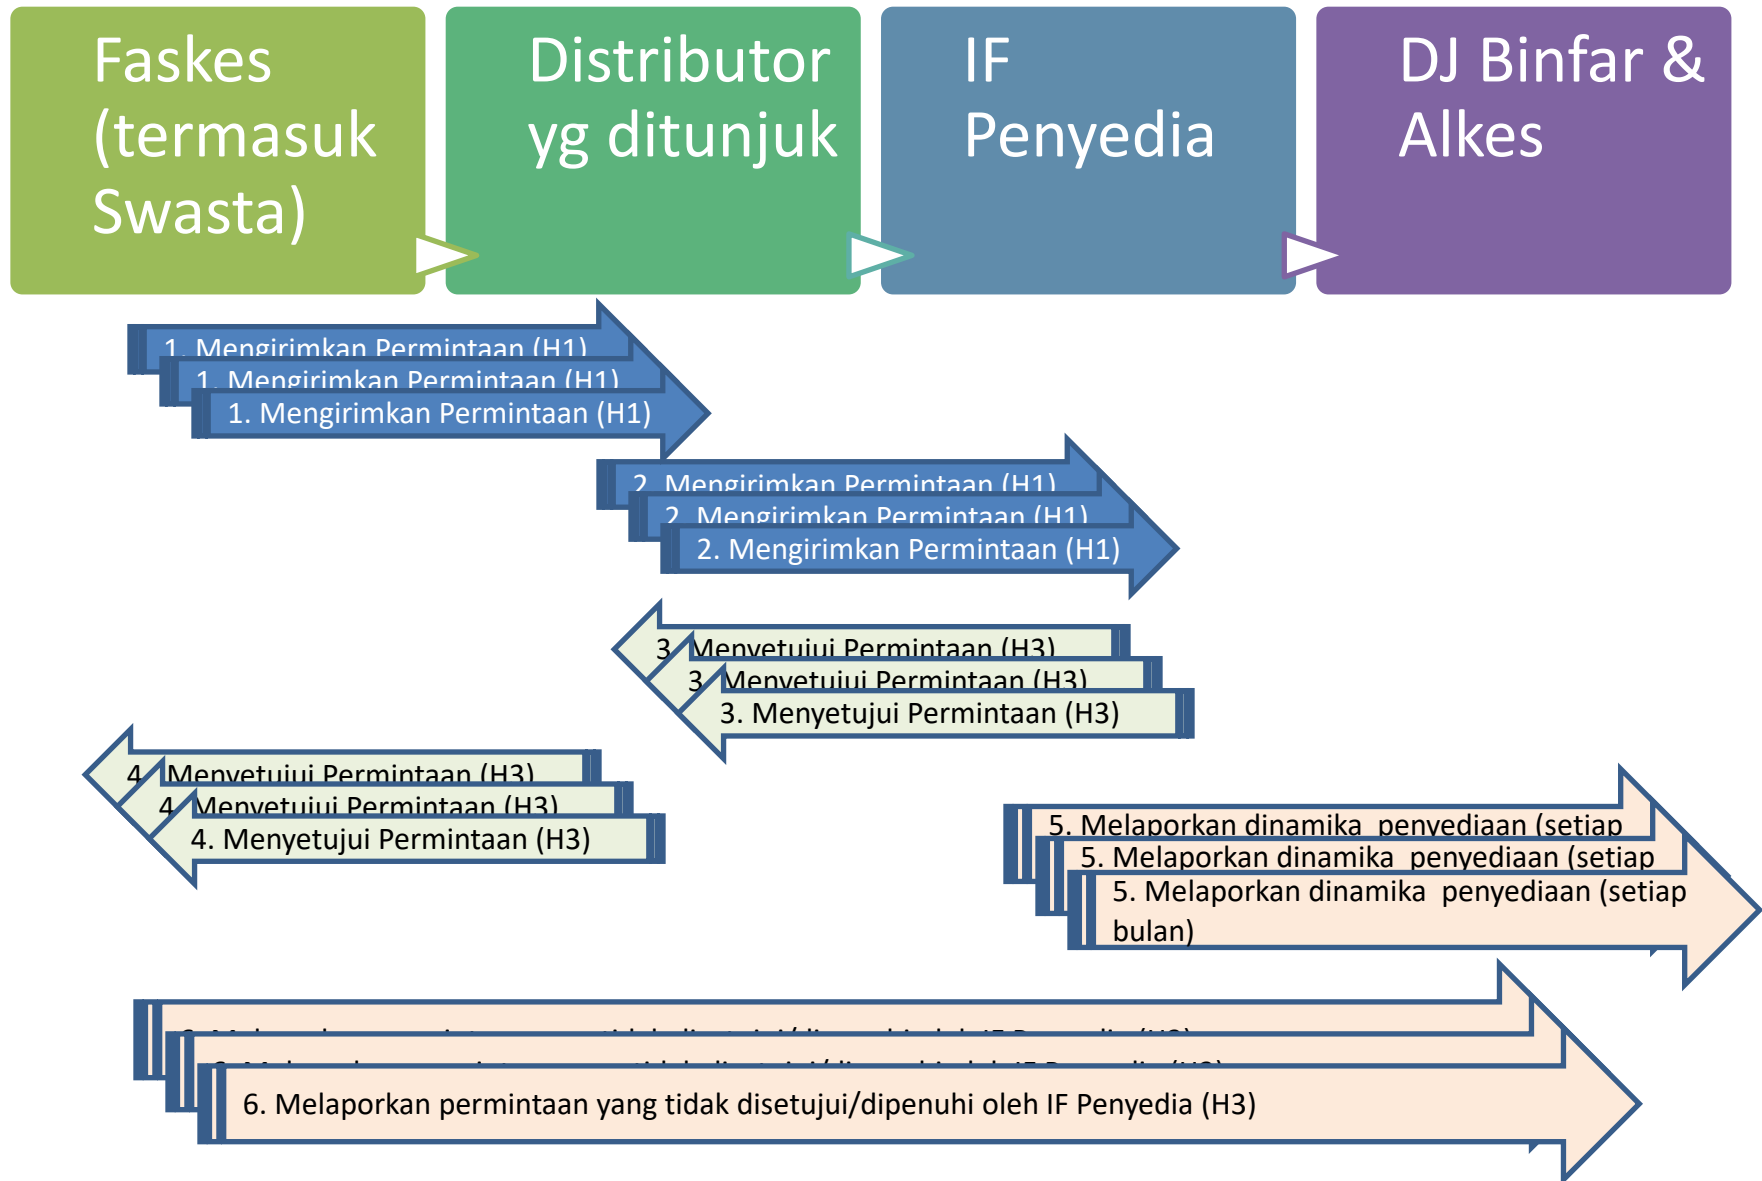 Faskes
(termasuk
Swasta)
Distributor
yg ditunjuk
IF
Penyedia
DJ Binfar &
Alkes
1. Mengirimkan Permintaan (H1)
1. Mengirimkan Permintaan (H1)
1. Mengirimkan Permintaan (H1)
2. Mengirimkan Permintaan (H1)
2. Mengirimkan Permintaan (H1)
2. Mengirimkan Permintaan (H1)
3. Menyetujui Permintaan (H3)
3. Menyetujui Permintaan (H3)
3. Menyetujui Permintaan (H3)
4. Menyetujui Permintaan (H3)
4. Menyetujui Permintaan (H3)
4. Menyetujui Permintaan (H3)
5. Melaporkan dinamika penyediaan (setiap
5. Melaporkan dinamika penyediaan (setiap
5. Melaporkan dinamika penyediaan (setiap
bulan)
6. Melaporkan permintaan yang tidak disetujui/dipenuhi oleh IF Penyedia (H3)